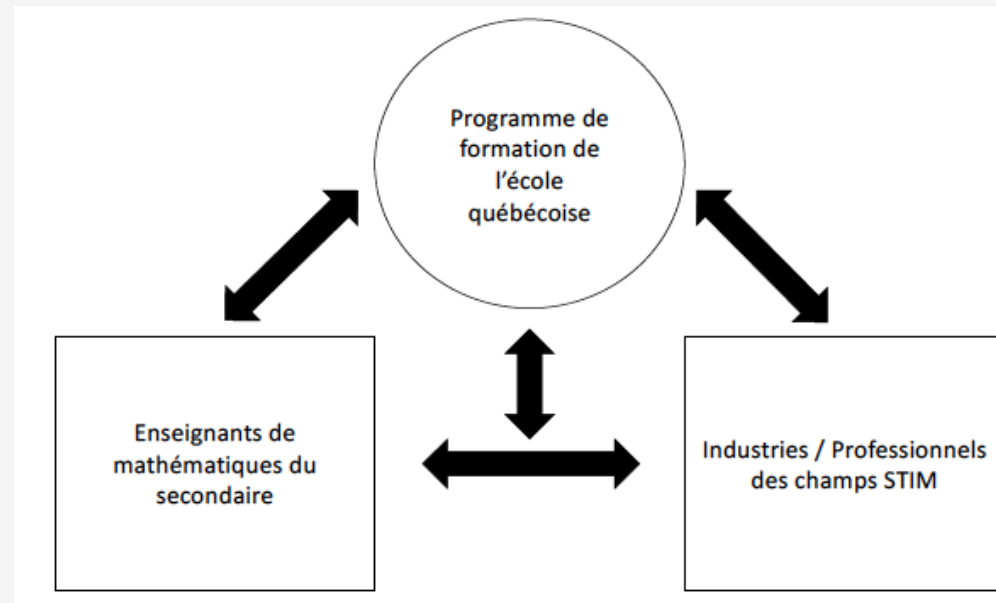 Programme de
formation de
l'école
québécoise
Enseignants de
mathématiques du
secondaire
Industries / Professionnels
des champs STIM